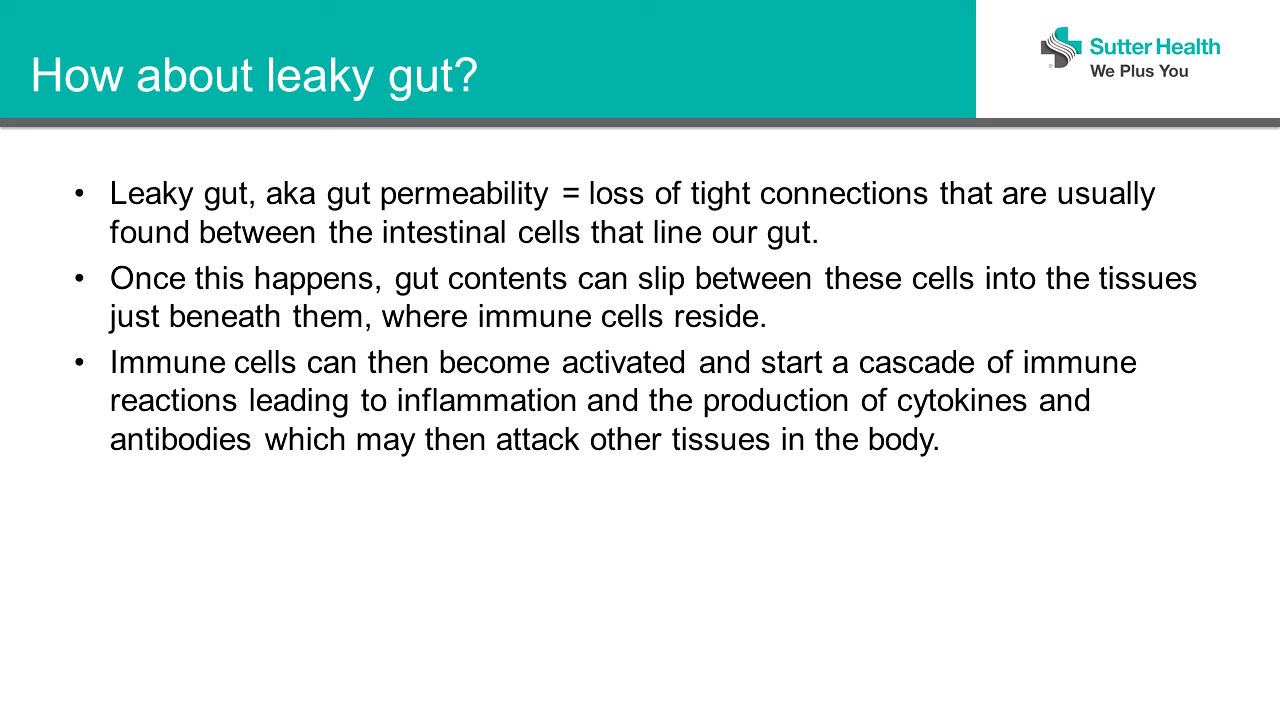 How about leaky gut?
Sutter Health
We Plus You
• Leaky gut, aka gut permeability = loss of tight connections that are usually
found between the intestinal cells that line our gut.
• Once this happens, gut contents can slip between these cells into the tissues
just beneath them, where immune cells reside.
• Immune cells can then become activated and start a cascade of immune
reactions leading to inflammation and the production of cytokines and
antibodies which may then attack other tissues in the body.